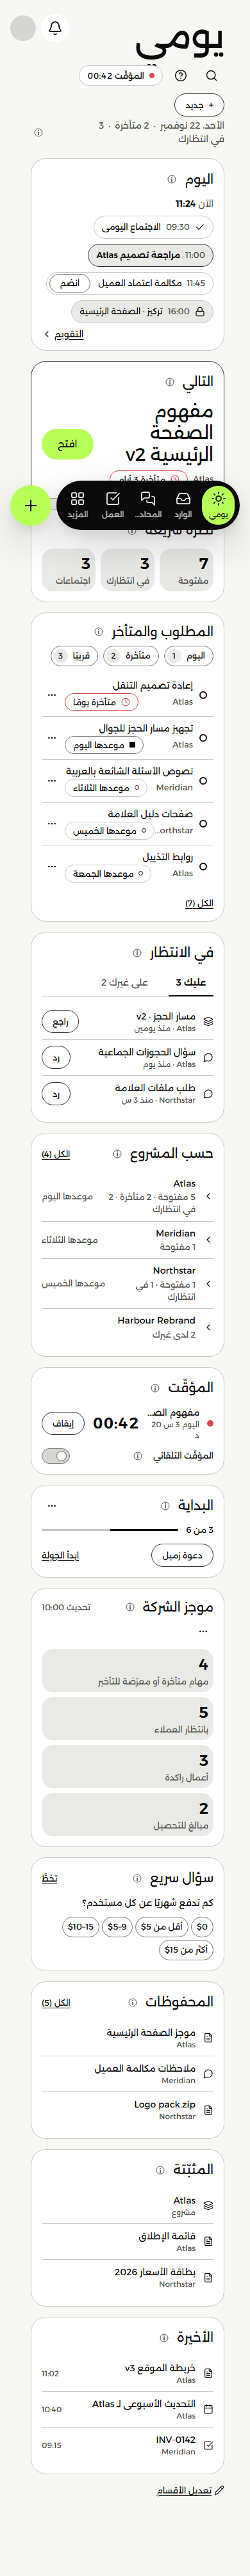 يومي
المؤقّت 00:42
+ جديد
الأحد، 22 نوفمبر · 2 متأخرة · 3 في انتظارك
اليوم
الآن 11:24
09:30 الاجتماع اليومي
11:00 مراجعة تصميم Atlas
11:45 مكالمة اعتماد العميل
انضم
16:00 تركيز · الصفحة الرئيسية
التقويم
التالي
مفهوم الصفحة الرئيسية v2
افتح
Atlas
متأخرة 3 أيام
يومي
الوارد
المحاد...
العمل
المزيد
نظرة سريعة
7
مفتوحة
3
في انتظارك
3
اجتماعات
المطلوب والمتأخر
اليوم 1
متأخرة 2
قريبًا 3
إعادة تصميم التنقل
Atlas
متأخرة يومًا
تجهيز مسار الحجز للجوال
Atlas
موعدها اليوم
نصوص الأسئلة الشائعة بالعربية
Meridian
موعدها الثلاثاء
صفحات دليل العلامة
...orthstar
موعدها الخميس
روابط التذييل
Atlas
موعدها الجمعة
الكل (7)
في الانتظار
عليك 3
على غيرك 2
مسار الحجز · v2
Atlas · منذ يومين
راجع
سؤال الحجوزات الجماعية
Atlas · منذ يوم
رد
طلب ملفات العلامة
Northstar · منذ 3 س
رد
حسب المشروع
الكل (4)
Atlas
5 مفتوحة · 2 متأخرة · 2 في انتظارك
موعدها اليوم
Meridian
1 مفتوحة
موعدها الثلاثاء
Northstar
1 مفتوحة · 1 في انتظارك
موعدها الخميس
Harbour Rebrand
2 لدى غيرك
المؤقّت
مفهوم الصف...
اليوم 3 س 20 د
00:42
إيقاف
المؤقّت التلقائي
البداية
3 من 6
دعوة زميل
ابدأ الجولة
موجز الشركة
تحديث 10:00
4
مهام متأخرة أو معرّضة للتأخير
5
بانتظار العملاء
3
أعمال راكدة
2
مبالغ للتحصيل
سؤال سريع
تخطَّ
كم تدفع شهريًا عن كل مستخدم؟
$0
أقل من 5$
$5–9
$10–15
أكثر من 15$
المحفوظات
الكل (5)
موجز الصفحة الرئيسية
Atlas
ملاحظات مكالمة العميل
Meridian
Logo pack.zip
Northstar
المثبّتة
Atlas
مشروع
قائمة الإطلاق
Atlas
بطاقة الأسعار 2026
Northstar
الأخيرة
خريطة الموقع v3
Atlas
11:02
التحديث الأسبوعي لـ Atlas
Atlas
10:40
INV-0142
Meridian
09:15
تعديل الأقسام